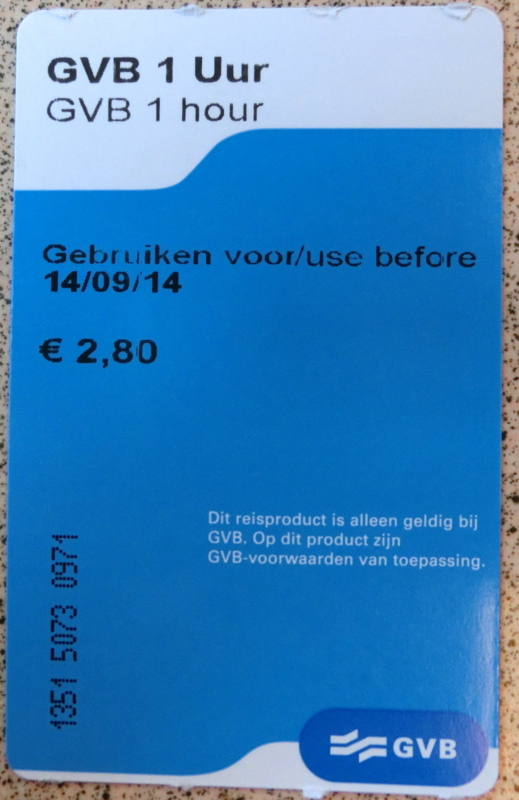 GVB 1 Uur
GVB 1 hour
Gebruiken voor/use before
14/09/14
€ 2,80
Dit reisproduct is alleen geldig bij
GVB. Op dit product zijn
GVB-voorwaarden van toepassing.
1351 5073 0971
GVB